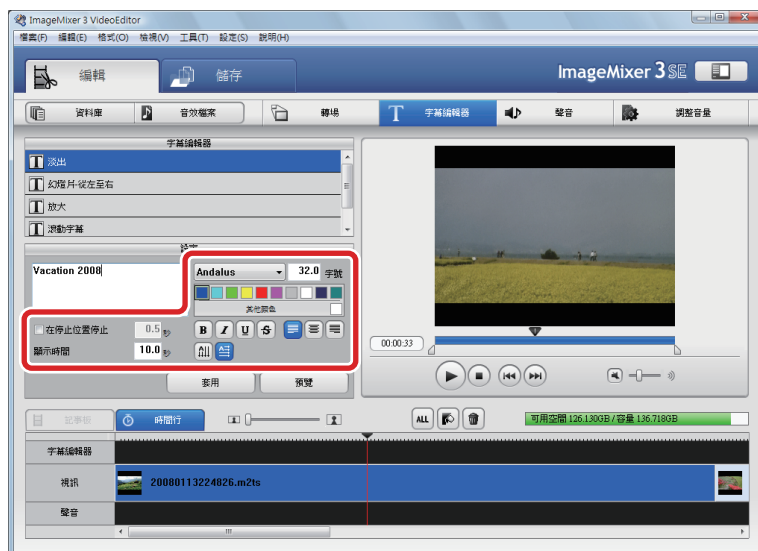 ImageMixer 3 VideoEditor
檔案(F) 編輯(E) 格式(O) 檢視(V) 工具(T) 設定(S) 說明(H)
編輯 儲存 ImageMixer 3 SE
資料庫 音效檔案 轉場 T 字幕編輯器 聲音 調整音量
字幕編輯器
T 淡出
T 幻燈片-從左至右
T 放大
T 滾動字幕
設定
Vacation 2008
Andalus 32.0 字號
其他顏色
在停止位置停止 0.5 秒
B I U S
顯示時間 10.0 秒
套用 預覽
00:00:33
記事板 時間行 ALL 可用空間 126.130GB / 容量 136.718GB
字幕編輯器
視訊 20080113224826.m2ts
聲音